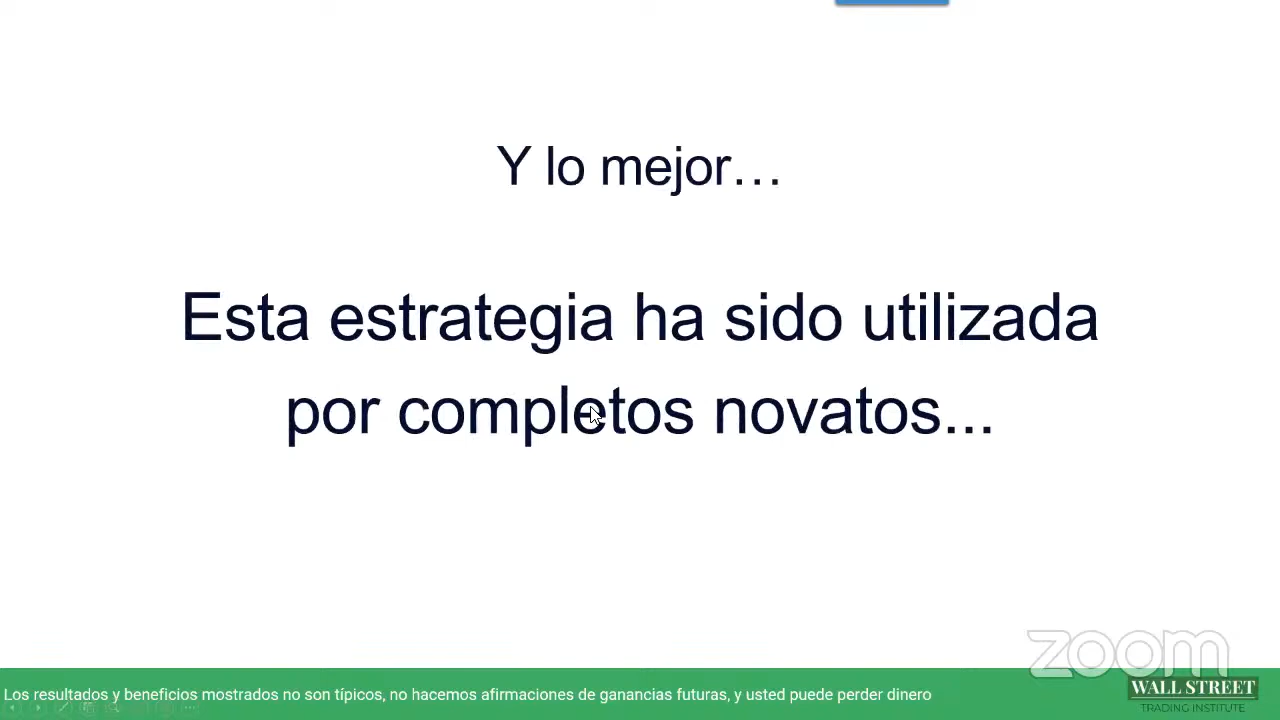 Y lo mejor…
Esta estrategia ha sido utilizada
por completos novatos...
zoom
Los resultados y beneficios mostrados no son típicos, no hacemos afirmaciones de ganancias futuras, y usted puede perder dinero
WALL STREET
TRADING INSTITUTE